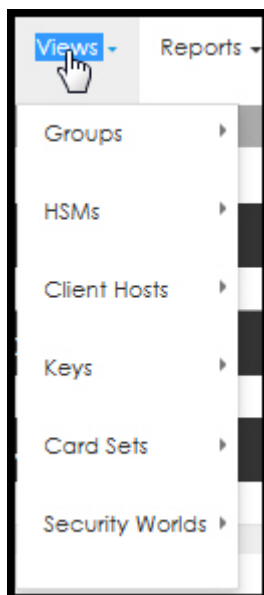 Views Reports
Groups
HSMs
Client Hosts
Keys
Card Sets
Security Worlds